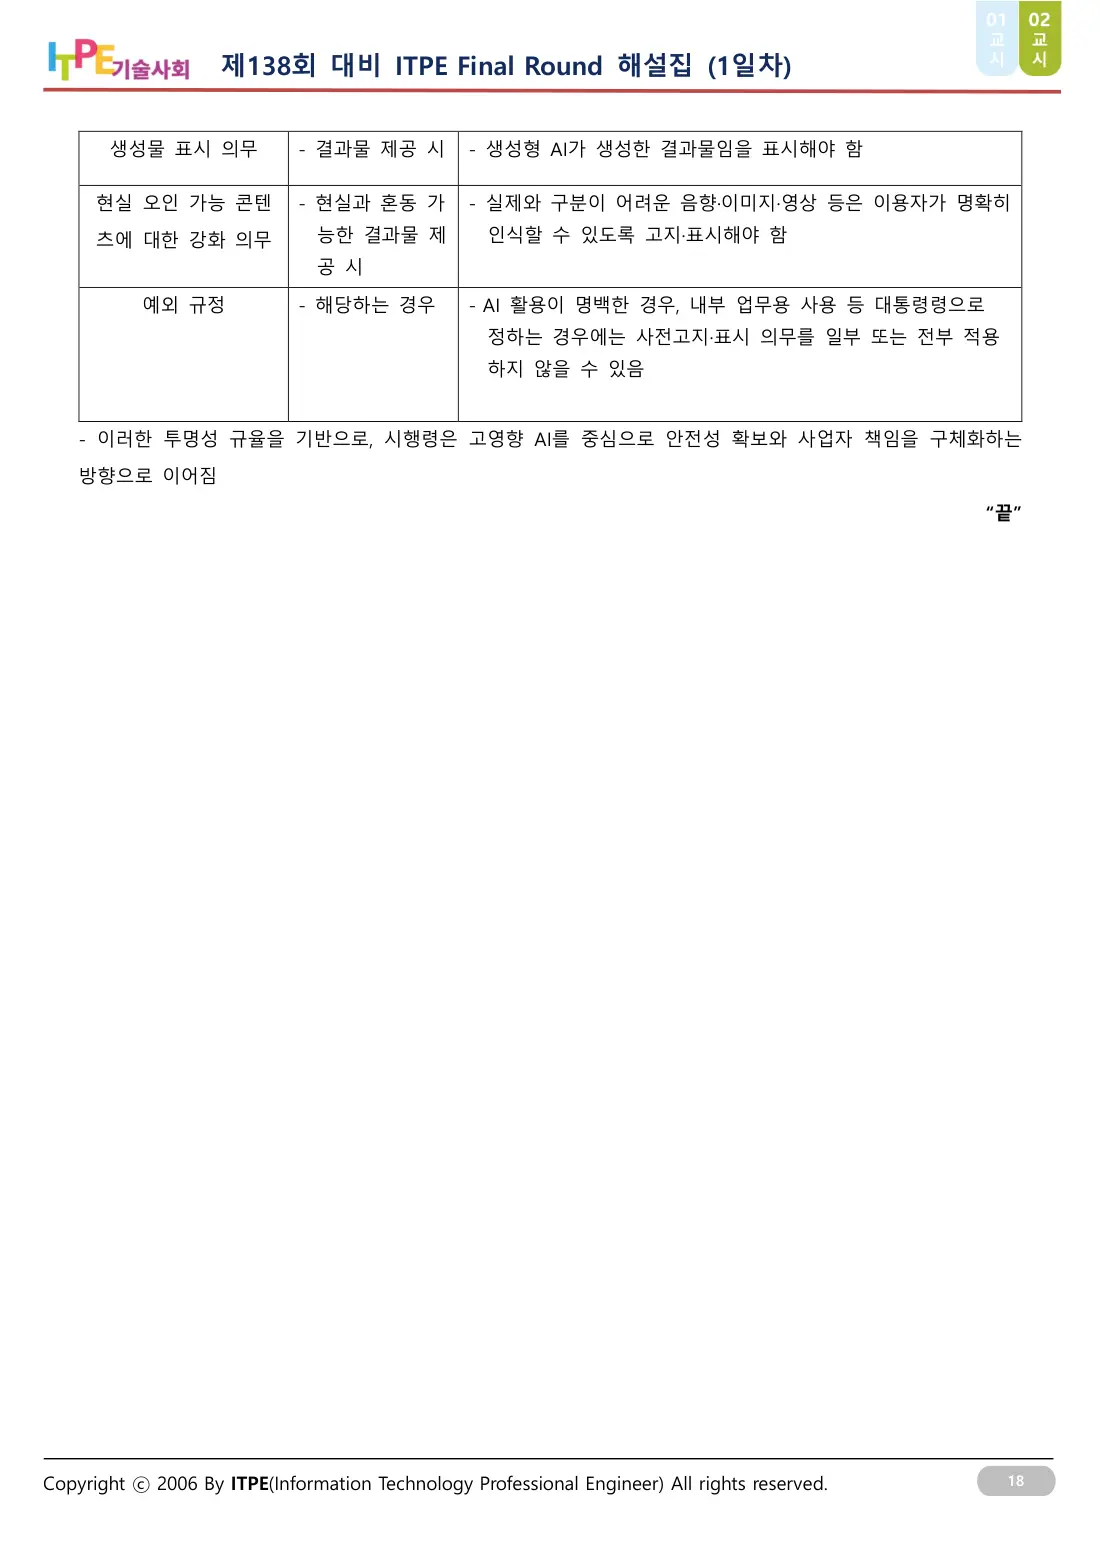 ITPE기술사회 제138회 대비 ITPE Final Round 해설집 (1일차)
01
교
시
02
교
시
생성물 표시 의무
- 결과물 제공 시
- 생성형 AI가 생성한 결과물임을 표시해야 함
현실 오인 가능 콘텐
츠에 대한 강화 의무
- 현실과 혼동 가
능한 결과물 제
공 시
- 실제와 구분이 어려운 음향·이미지·영상 등은 이용자가 명확히
인식할 수 있도록 고지·표시해야 함
예외 규정
- 해당하는 경우
- AI 활용이 명백한 경우, 내부 업무용 사용 등 대통령령으로
정하는 경우에는 사전고지·표시 의무를 일부 또는 전부 적용
하지 않을 수 있음
- 이러한 투명성 규율을 기반으로, 시행령은 고영향 AI를 중심으로 안전성 확보와 사업자 책임을 구체화하는
방향으로 이어짐
“끝”
Copyright ⓒ 2006 By ITPE(Information Technology Professional Engineer) All rights reserved.
18